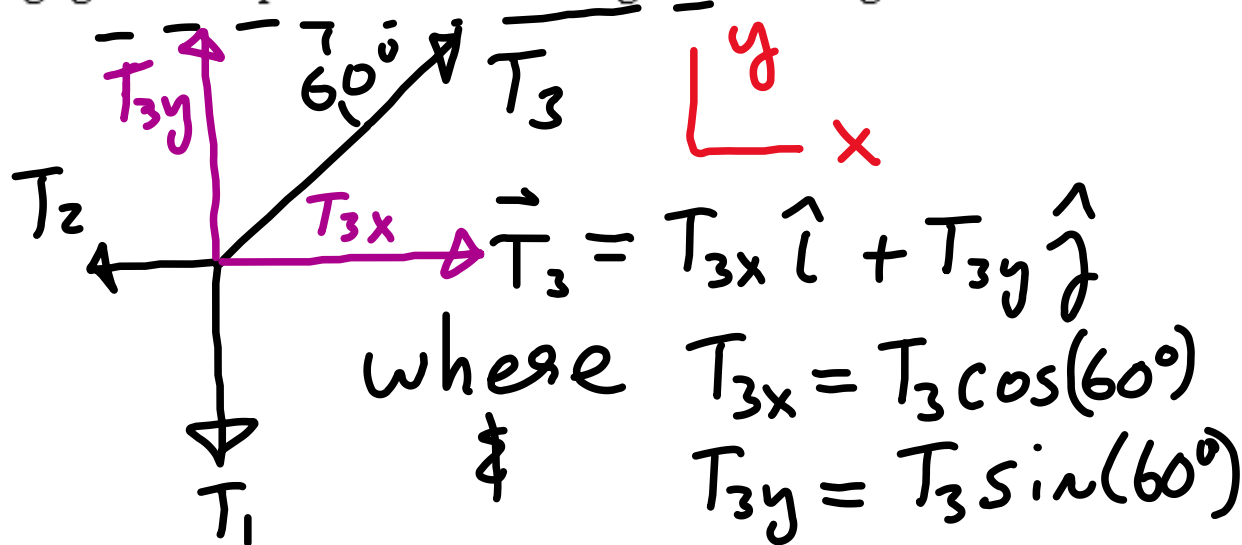 60°
T₃
y
T₃y
x
T₂
T₃x
T⃗₃ = T₃x î + T₃y ĵ
where T₃x = T₃cos(60°)
& T₃y = T₃sin(60°)
T₁